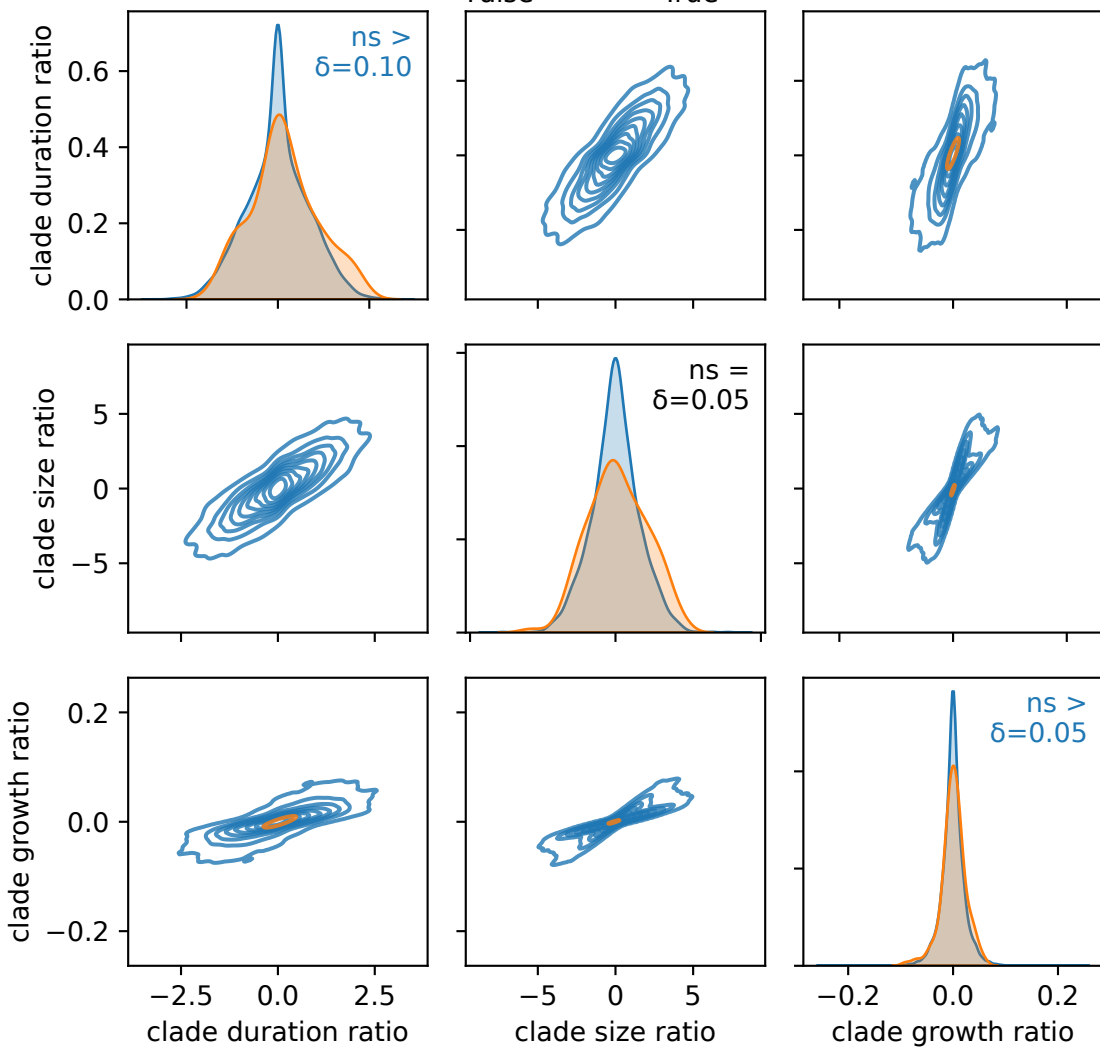 ns >
δ=0.10
clade duration ratio
0.6
0.4
0.2
0.0
ns =
δ=0.05
clade size ratio
5
0
−5
ns >
δ=0.05
clade growth ratio
0.2
0.0
−0.2
−2.5 0.0 2.5
−5 0 5
−5 0 5
−0.2 0.0 0.2
clade duration ratio
clade size ratio
clade growth ratio